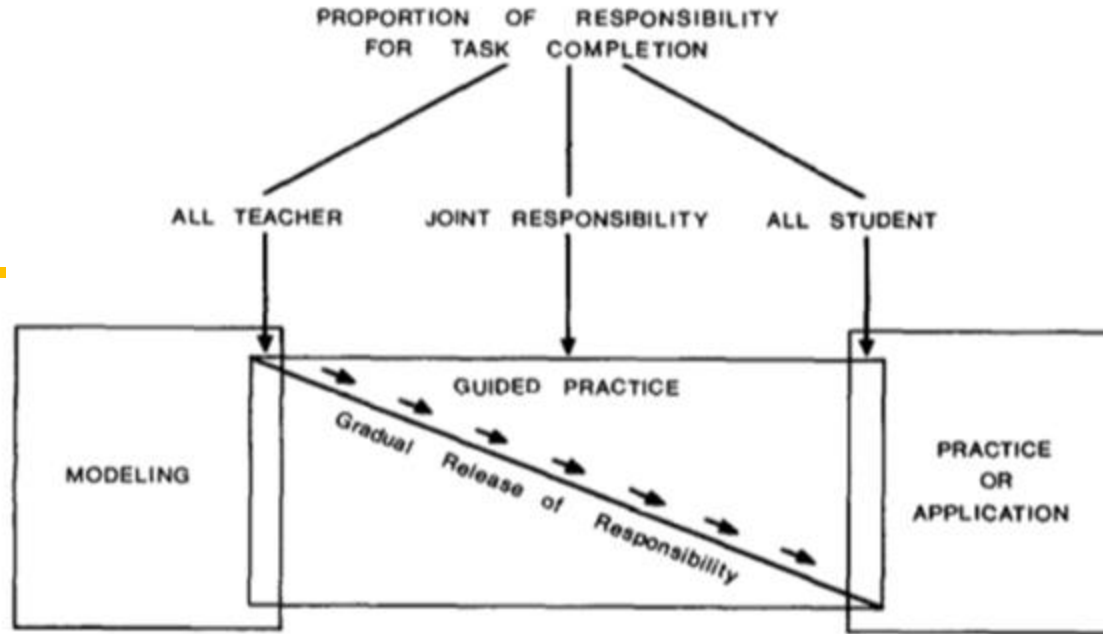 PROPORTION OF RESPONSIBILITY
FOR TASK COMPLETION
ALL TEACHER
JOINT RESPONSIBILITY
ALL STUDENT
GUIDED PRACTICE
Gradual Release of Responsibility
MODELING
PRACTICE
OR
APPLICATION